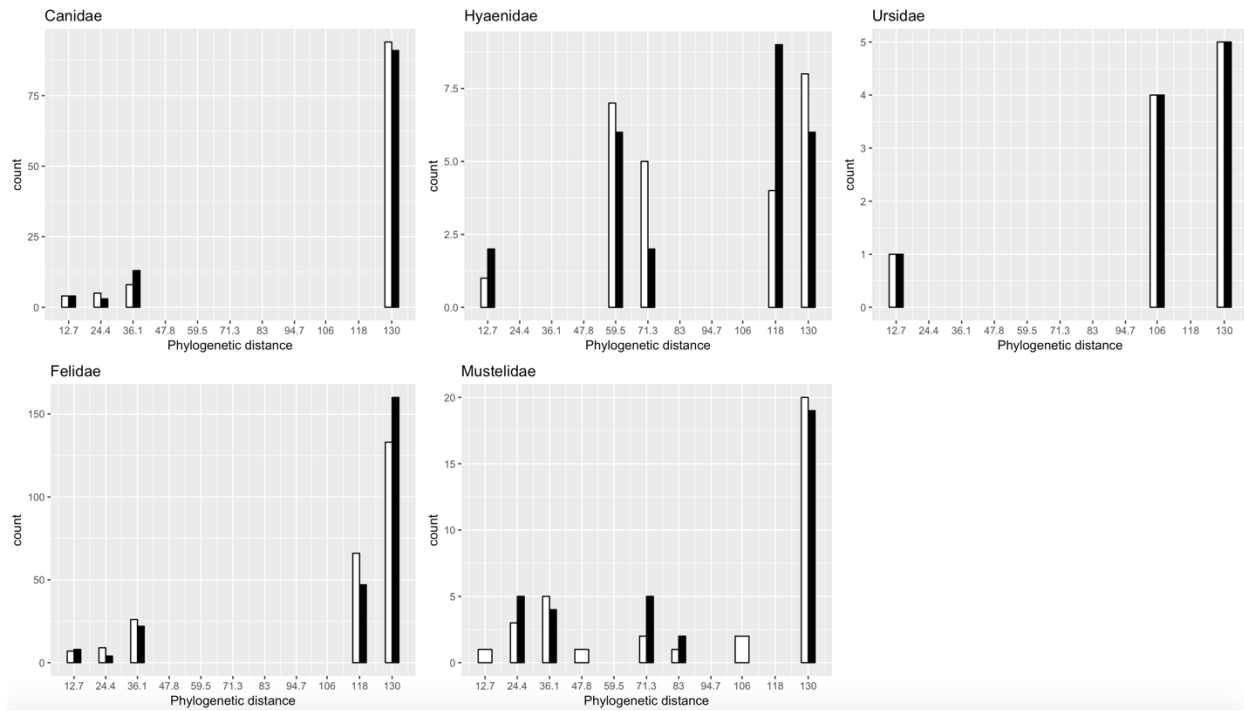 Canidae
count
75
50
25
0
12.7 24.4 36.1 47.8 59.5 71.3 83 94.7 106 118 130
Phylogenetic distance
Hyaenidae
count
7.5
5.0
2.5
0.0
12.7 24.4 36.1 47.8 59.5 71.3 83 94.7 106 118 130
Phylogenetic distance
Ursidae
count
5
4
3
2
1
0
12.7 24.4 36.1 47.8 59.5 71.3 83 94.7 106 118 130
Phylogenetic distance
Felidae
count
150
100
50
0
12.7 24.4 36.1 47.8 59.5 71.3 83 94.7 106 118 130
Phylogenetic distance
Mustelidae
count
20
15
10
5
0
12.7 24.4 36.1 47.8 59.5 71.3 83 94.7 106 118 130
Phylogenetic distance